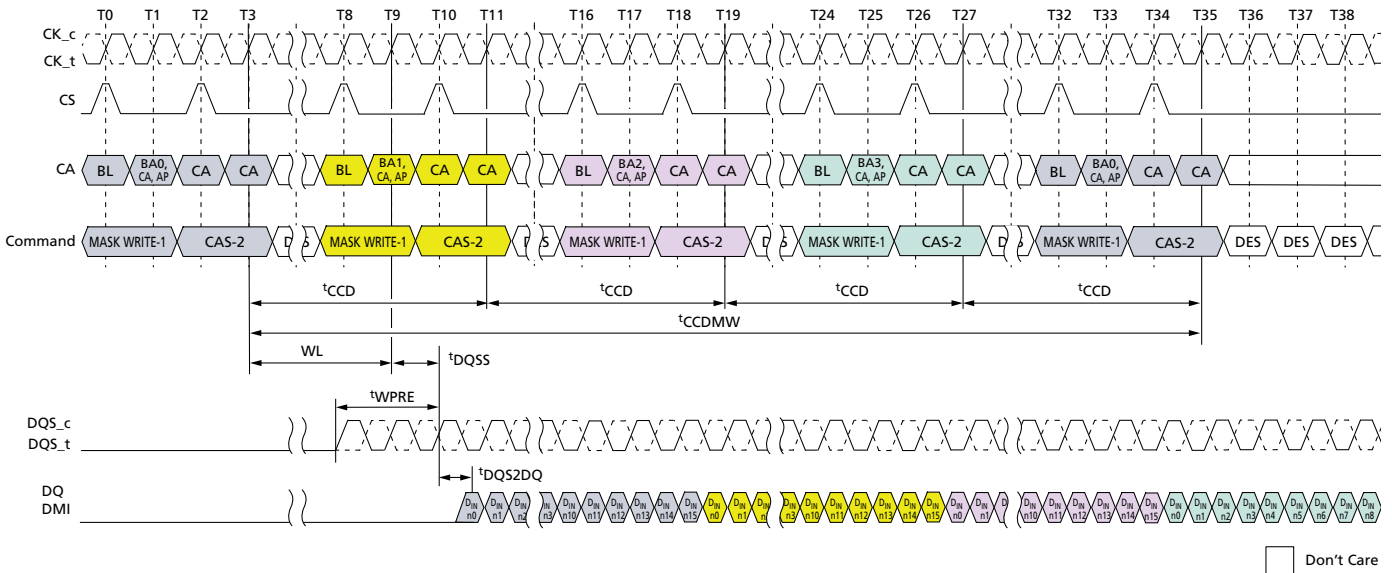 T0 T1 T2 T3 T8 T9 T10 T11 T16 T17 T18 T19 T24 T25 T26 T27 T32 T33 T34 T35 T36 T37 T38
CK_c
CK_t
CS
CA BL BA0, CA, AP CA CA BL BA1, CA, AP CA CA BL BA2, CA, AP CA CA BL BA3, CA, AP CA CA BL BA0, CA, AP CA CA
Command MASK WRITE-1 CAS-2 MASK WRITE-1 CAS-2 MASK WRITE-1 CAS-2 MASK WRITE-1 CAS-2 MASK WRITE-1 CAS-2 DES DES DES
tCCD tCCD tCCD tCCD
tCCDMW
WL tDQSS
tWPRE
DQS_c
DQS_t
tDQS2DQ
DQ
DMI
DIN n0 DIN n1 DIN n2 DIN n3 DIN n10 DIN n11 DIN n12 DIN n13 DIN n14 DIN n15 DIN n0 DIN n1 DIN n3 DIN n10 DIN n11 DIN n12 DIN n13 DIN n14 DIN n15 DIN n0 DIN n1 DIN n10 DIN n11 DIN n12 DIN n13 DIN n14 DIN n15 DIN n0 DIN n1 DIN n2 DIN n3 DIN n4 DIN n5 DIN n6 DIN n7 DIN n8
Don't Care